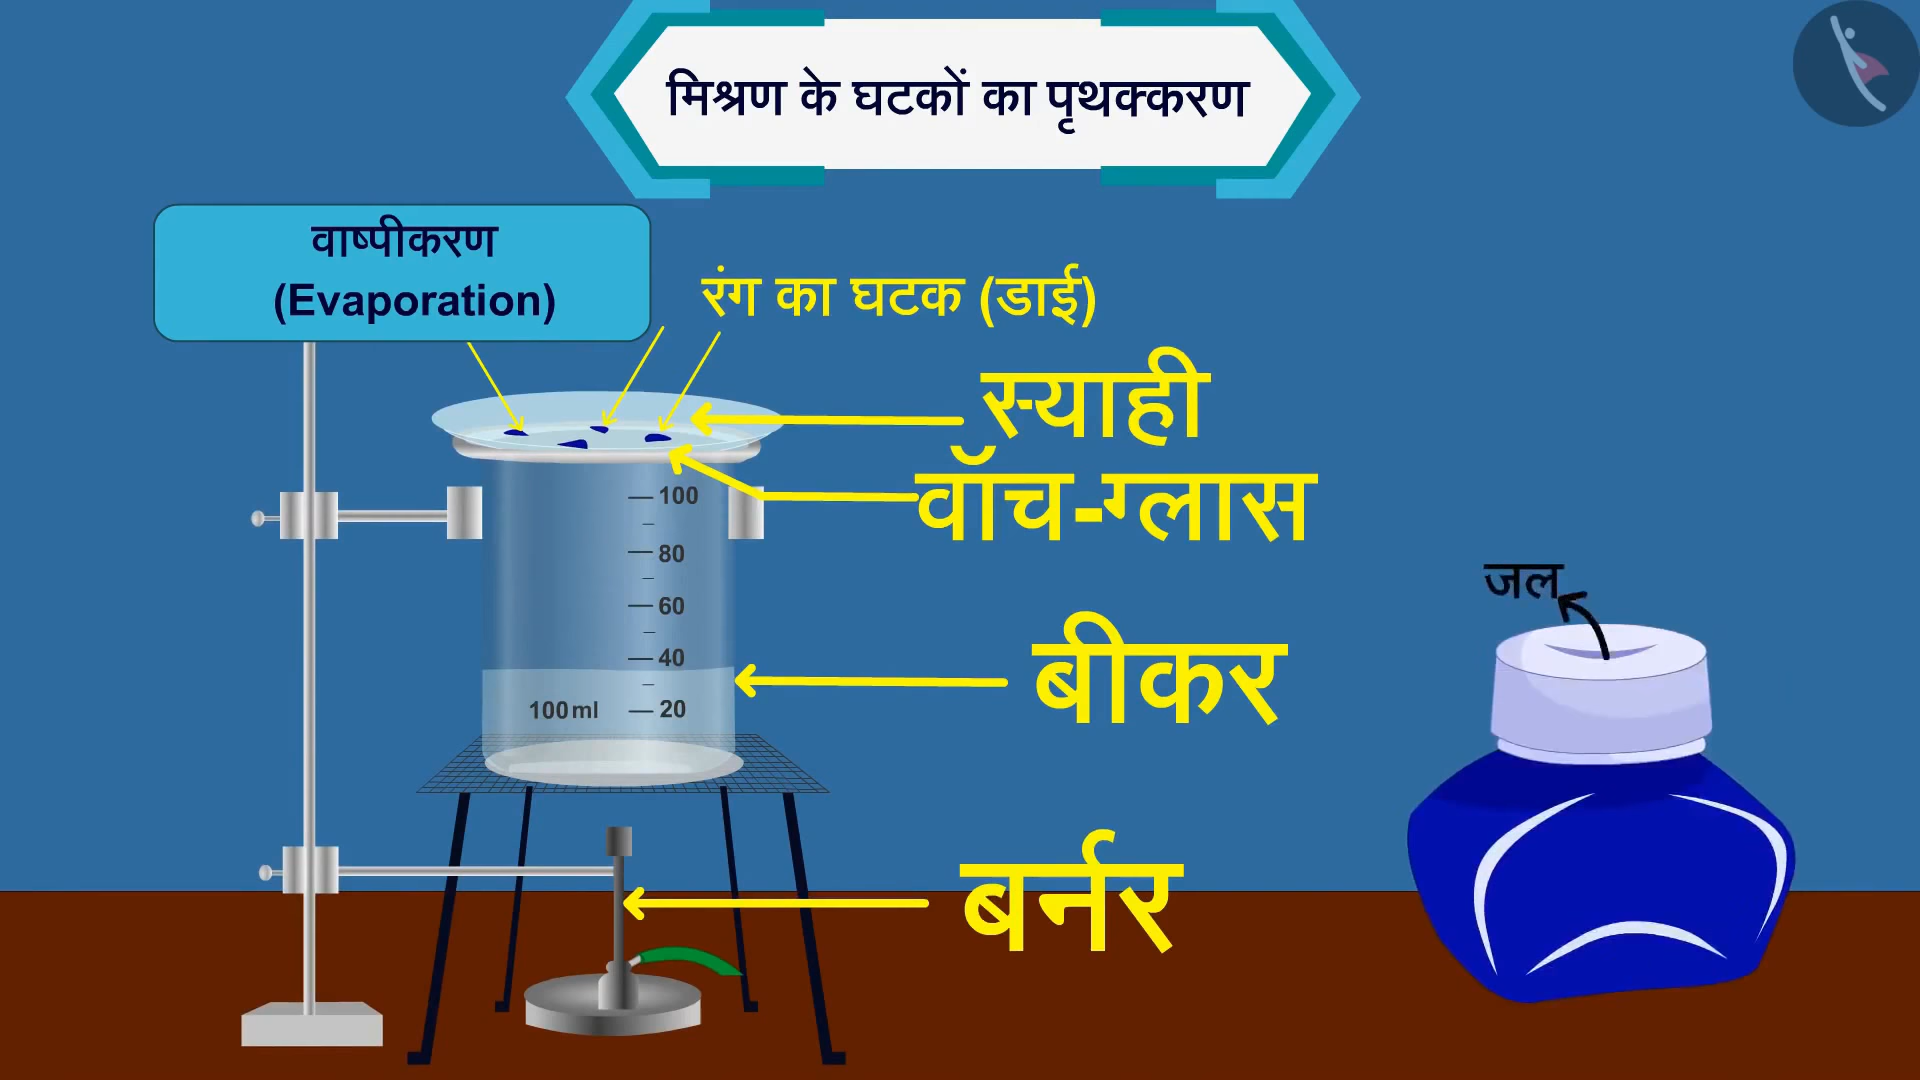 मिश्रण के घटकों का पृथक्करण
वाष्पीकरण
(Evaporation)
रंग का घटक (डाई)
स्याही
वॉच-ग्लास
100
80
60
40
100 ml
20
जल
बीकर
बर्नर